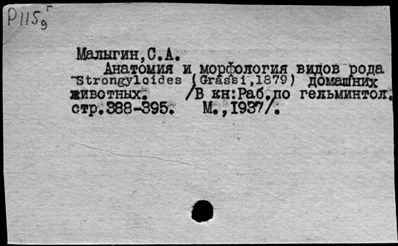 Р115г
Малыгин,С.А.
Анатомия и морфология видов рода
Strongyloides (Grassi,1879) домашних
животных. /В кн:Раб.по гельминтол.
стр.388-395. М.,1937/.